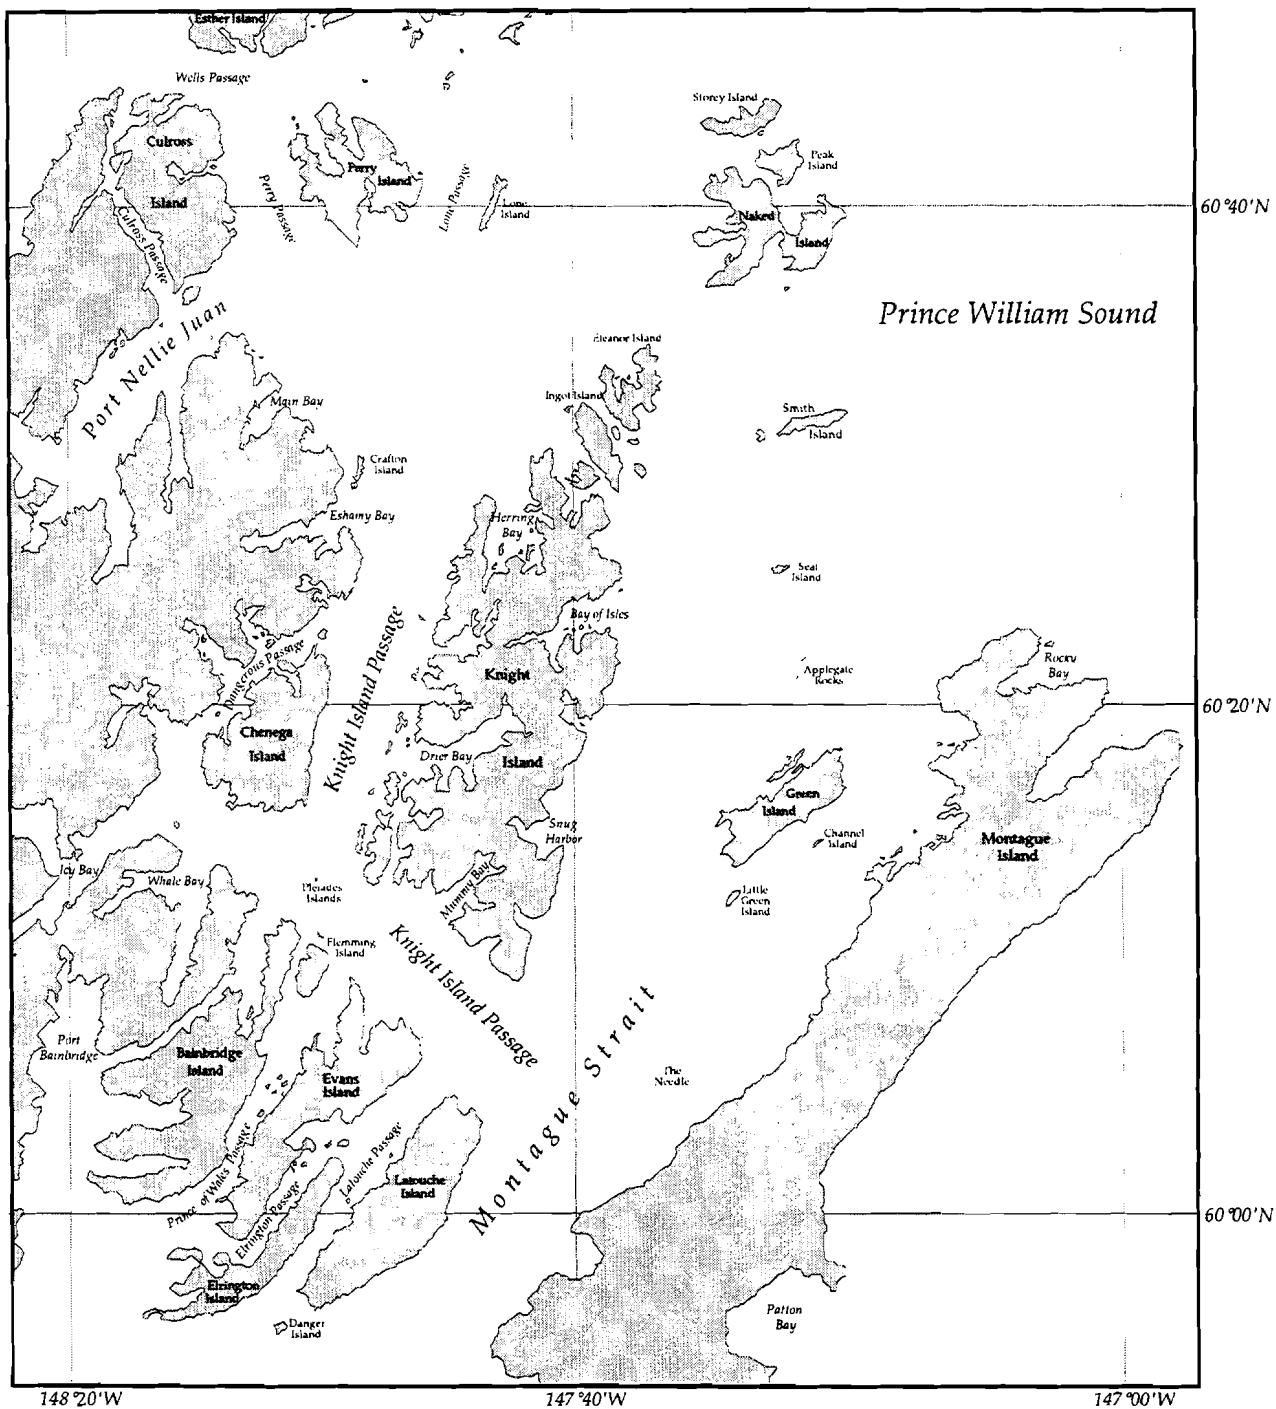 Esther Island
Wells Passage
Storey Island
Culross
Island
Perry
Island
Peak
Island
Perry Passage
Lone Passage
Lone
Island
60°40'N
Naked
Island
Culross Passage
Prince William Sound
Port Nellie Juan
Eleanor Island
Ingot Island
Main Bay
Smith
Island
Crafton
Island
Eshamy Bay
Herring
Bay
Seal
Island
Bay of Isles
Knight Island Passage
Dangerous Passage
Knight
Island
Applegate
Rocks
Rocky
Bay
60°20'N
Chenega
Island
Drier Bay
Green
Island
Snug
Harbor
Channel
Island
Montague
Island
Icy Bay
Whale Bay
Pleiades
Islands
Mummy Bay
Little
Green
Island
Flemming
Island
Knight Island Passage
Port
Bainbridge
Bainbridge
Island
Evans
Island
The
Needle
Montague Strait
Prince of Wales Passage
Elrington Passage
Latouche Passage
Latouche
Island
60°00'N
Elrington
Island
Danger
Island
Patton
Bay
148°20'W
147°40'W
147°00'W